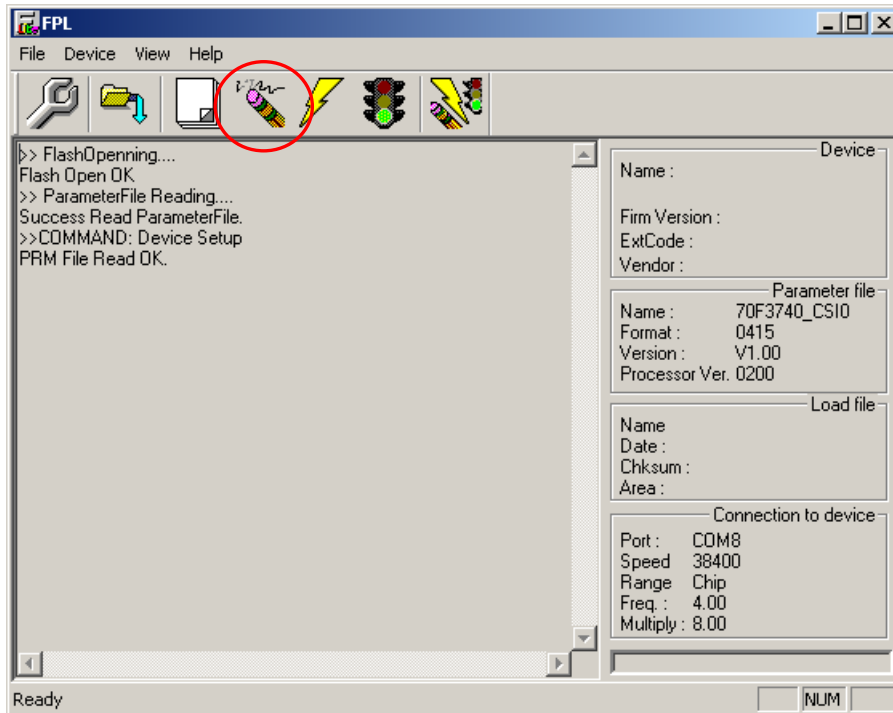 FPL
File Device View Help
>> FlashOpenning....
Flash Open OK
>> ParameterFile Reading....
Success Read ParameterFile.
>>COMMAND: Device Setup
PRM File Read OK.
Device
Name :
Firm Version :
ExtCode :
Vendor :
Parameter file
Name : 70F3740_CSI0
Format : 0415
Version : V1.00
Processor Ver. 0200
Load file
Name
Date :
Chksum :
Area :
Connection to device
Port : COM8
Speed 38400
Range Chip
Freq. : 4.00
Multiply : 8.00
Ready NUM